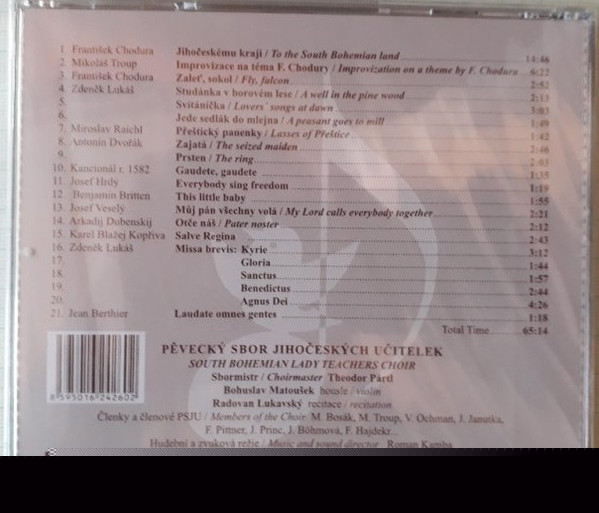 1. František Chodura Jihočeskému kraji / To the South Bohemian land 14:46
2. Mikoláš Troup Improvizace na téma F. Chodury / Improvization on a theme by F. Chodura 6:22
3. František Chodura Zaleť, sokol / Fly, falcon 2:52
4. Zdeněk Lukáš Studánka v borovém lese / A well in the pine wood 2:13
5. Svítáníčka / Lovers' songs at dawn 3:03
6. Jede sedlák do mlejna / A peasant goes to mill 1:49
7. Miroslav Raichl Přeštický panenky / Lasses of Přeštice 1:42
8. Antonín Dvořák Zajatá / The seized maiden 2:46
9. Prsten / The ring 2:03
10. Kancionál r. 1582 Gaudete, gaudete 1:35
11. Josef Hrdý Everybody sing freedom 1:19
12. Benjamin Britten This little baby 1:55
13. Josef Veselý Můj pán všechny volá / My Lord calls everybody together 2:21
14. Arkadij Dubenskij Otče náš / Pater noster 2:12
15. Karel Blažej Kopřiva Salve Regina 2:43
16. Zdeněk Lukáš Missa brevis: Kyrie 3:12
17. Gloria 1:44
18. Sanctus 1:57
19. Benedictus 2:44
20. Agnus Dei 4:26
21. Jean Berthier Laudate omnes gentes 1:18
Total Time 65:14
PĚVECKÝ SBOR JIHOČESKÝCH UČITELEK
SOUTH BOHEMIAN LADY TEACHERS CHOIR
Sbormistr / Choirmaster Theodor Pártl
Bohuslav Matoušek housle / violin
Radovan Lukavský recitace / recitation
8 595016 242602
Členky a členové PSJU / Members of the Choir: M. Bosák, M. Troup, V. Ochman, J. Janutka,
F. Pittner, J. Princ, J. Böhmová, F. Hajdekr...
Hudební a zvuková režie / Music and sound director Roman Kamba